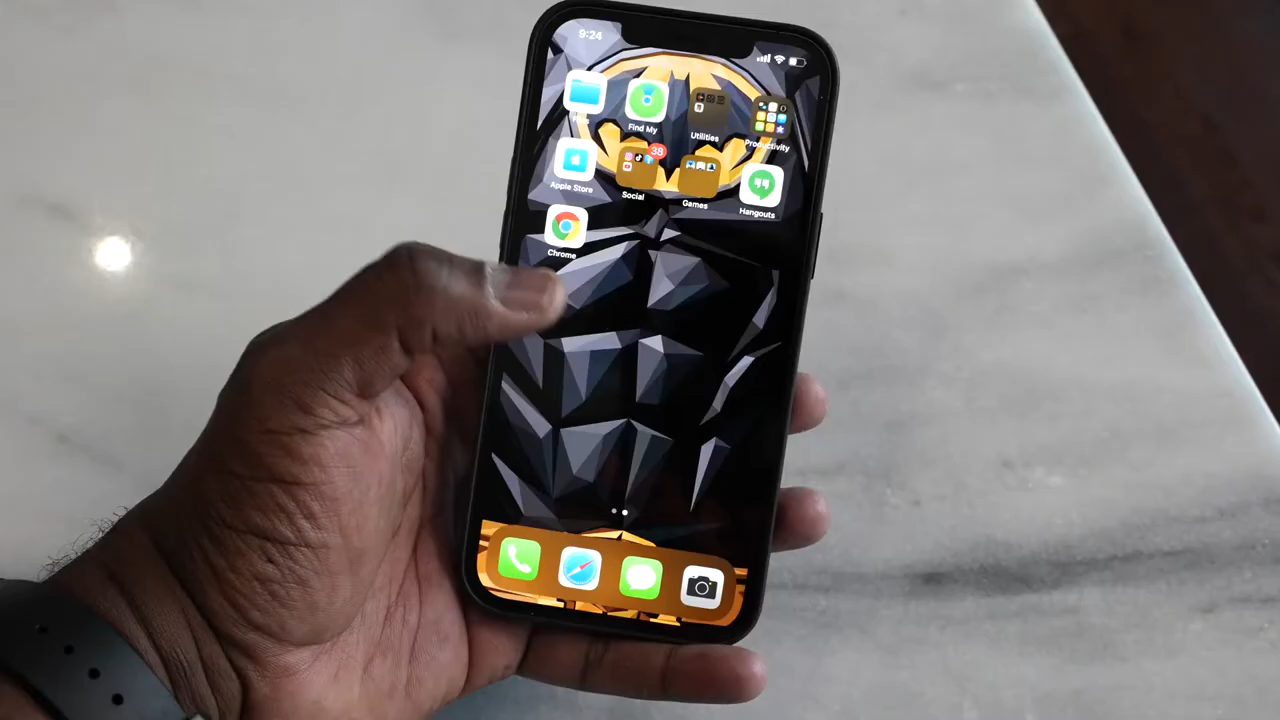 9:24
Find My
Utilities
Productivity
Apple Store
Social
38
Games
Hangouts
Chrome